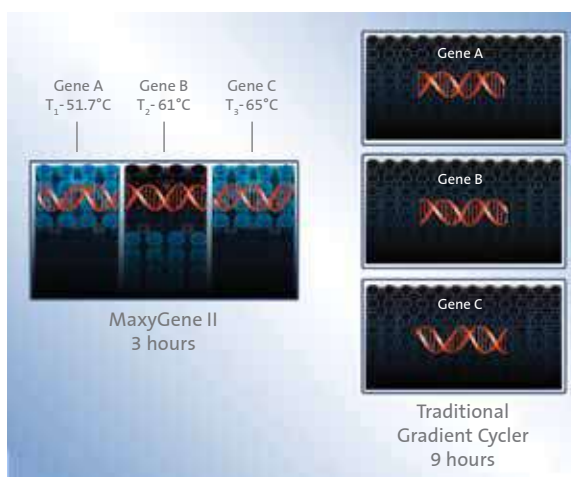 Gene A Gene B Gene C
T₁-51.7°C T₂-61°C T₃-65°C
MaxyGene II
3 hours
Gene A
Gene B
Gene C
Traditional
Gradient Cycler
9 hours